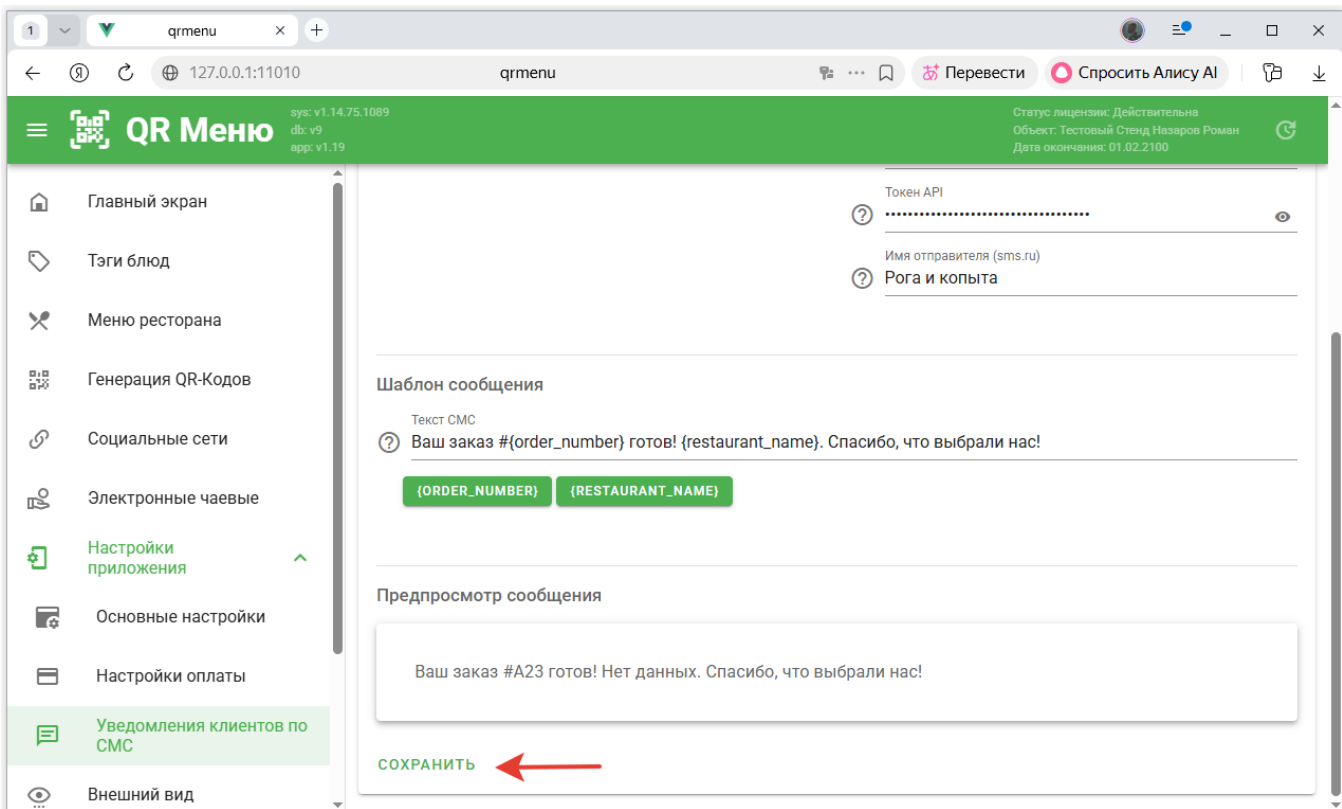 1
qrmenu
127.0.0.1:11010
qrmenu
Перевести
Спросить Алису AI
QR Меню
sys: v1.14.75.1089
db: v9
app: v1.19
Статус лицензии: Действительна
Объект: Тестовый Стенд Назаров Роман
Дата окончания: 01.02.2100
Главный экран
Тэги блюд
Меню ресторана
Генерация QR-Кодов
Социальные сети
Электронные чаевые
Настройки
приложения
Основные настройки
Настройки оплаты
Уведомления клиентов по
СМС
Внешний вид
Токен API
••••••••••••••••••••••••••••••••••••
Имя отправителя (sms.ru)
Рога и копыта
Шаблон сообщения
Текст СМС
Ваш заказ #{order_number} готов! {restaurant_name}. Спасибо, что выбрали нас!
{ORDER_NUMBER}
{RESTAURANT_NAME}
Предпросмотр сообщения
Ваш заказ #A23 готов! Нет данных. Спасибо, что выбрали нас!
СОХРАНИТЬ